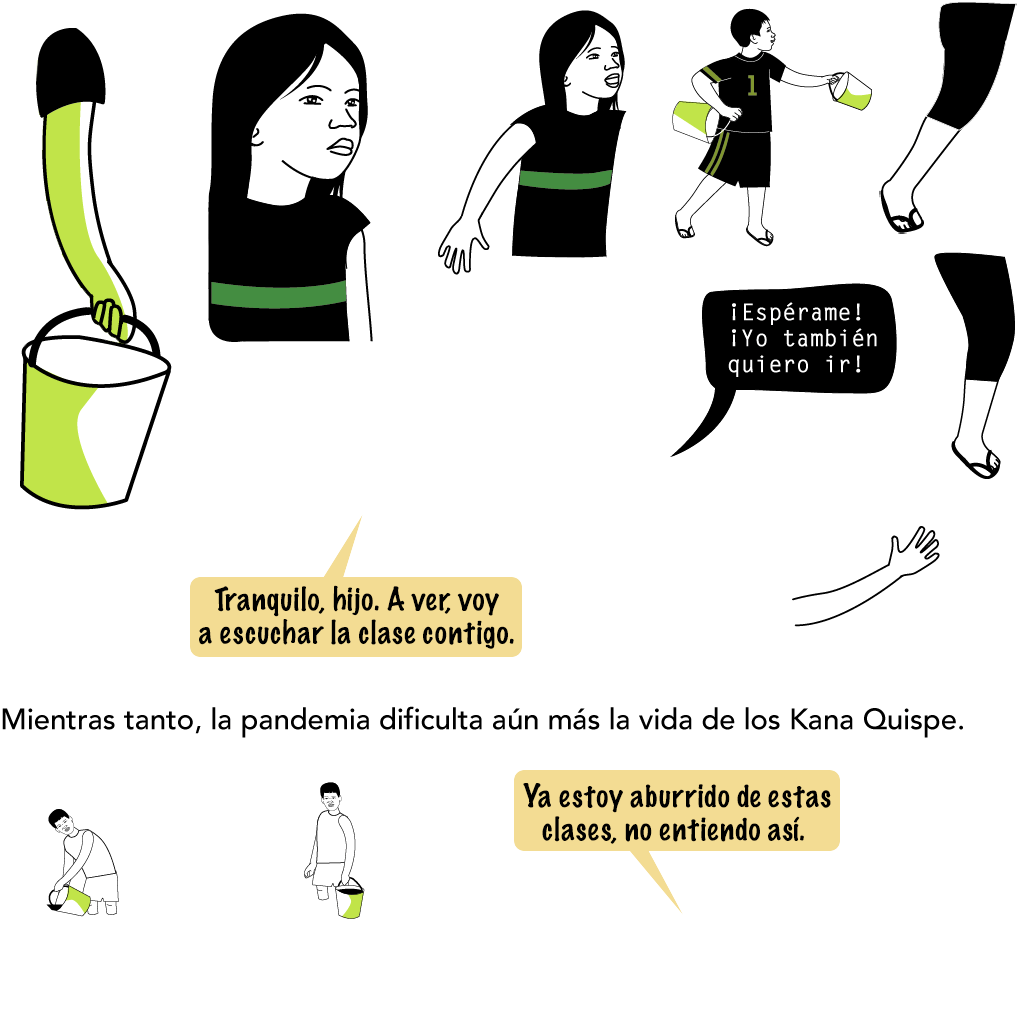 1
¡Espérame!
¡Yo también
quiero ir!
Tranquilo, hijo. A ver, voy
a escuchar la clase contigo.
Mientras tanto, la pandemia dificulta aún más la vida de los Kana Quispe.
Ya estoy aburrido de estas
clases, no entiendo así.